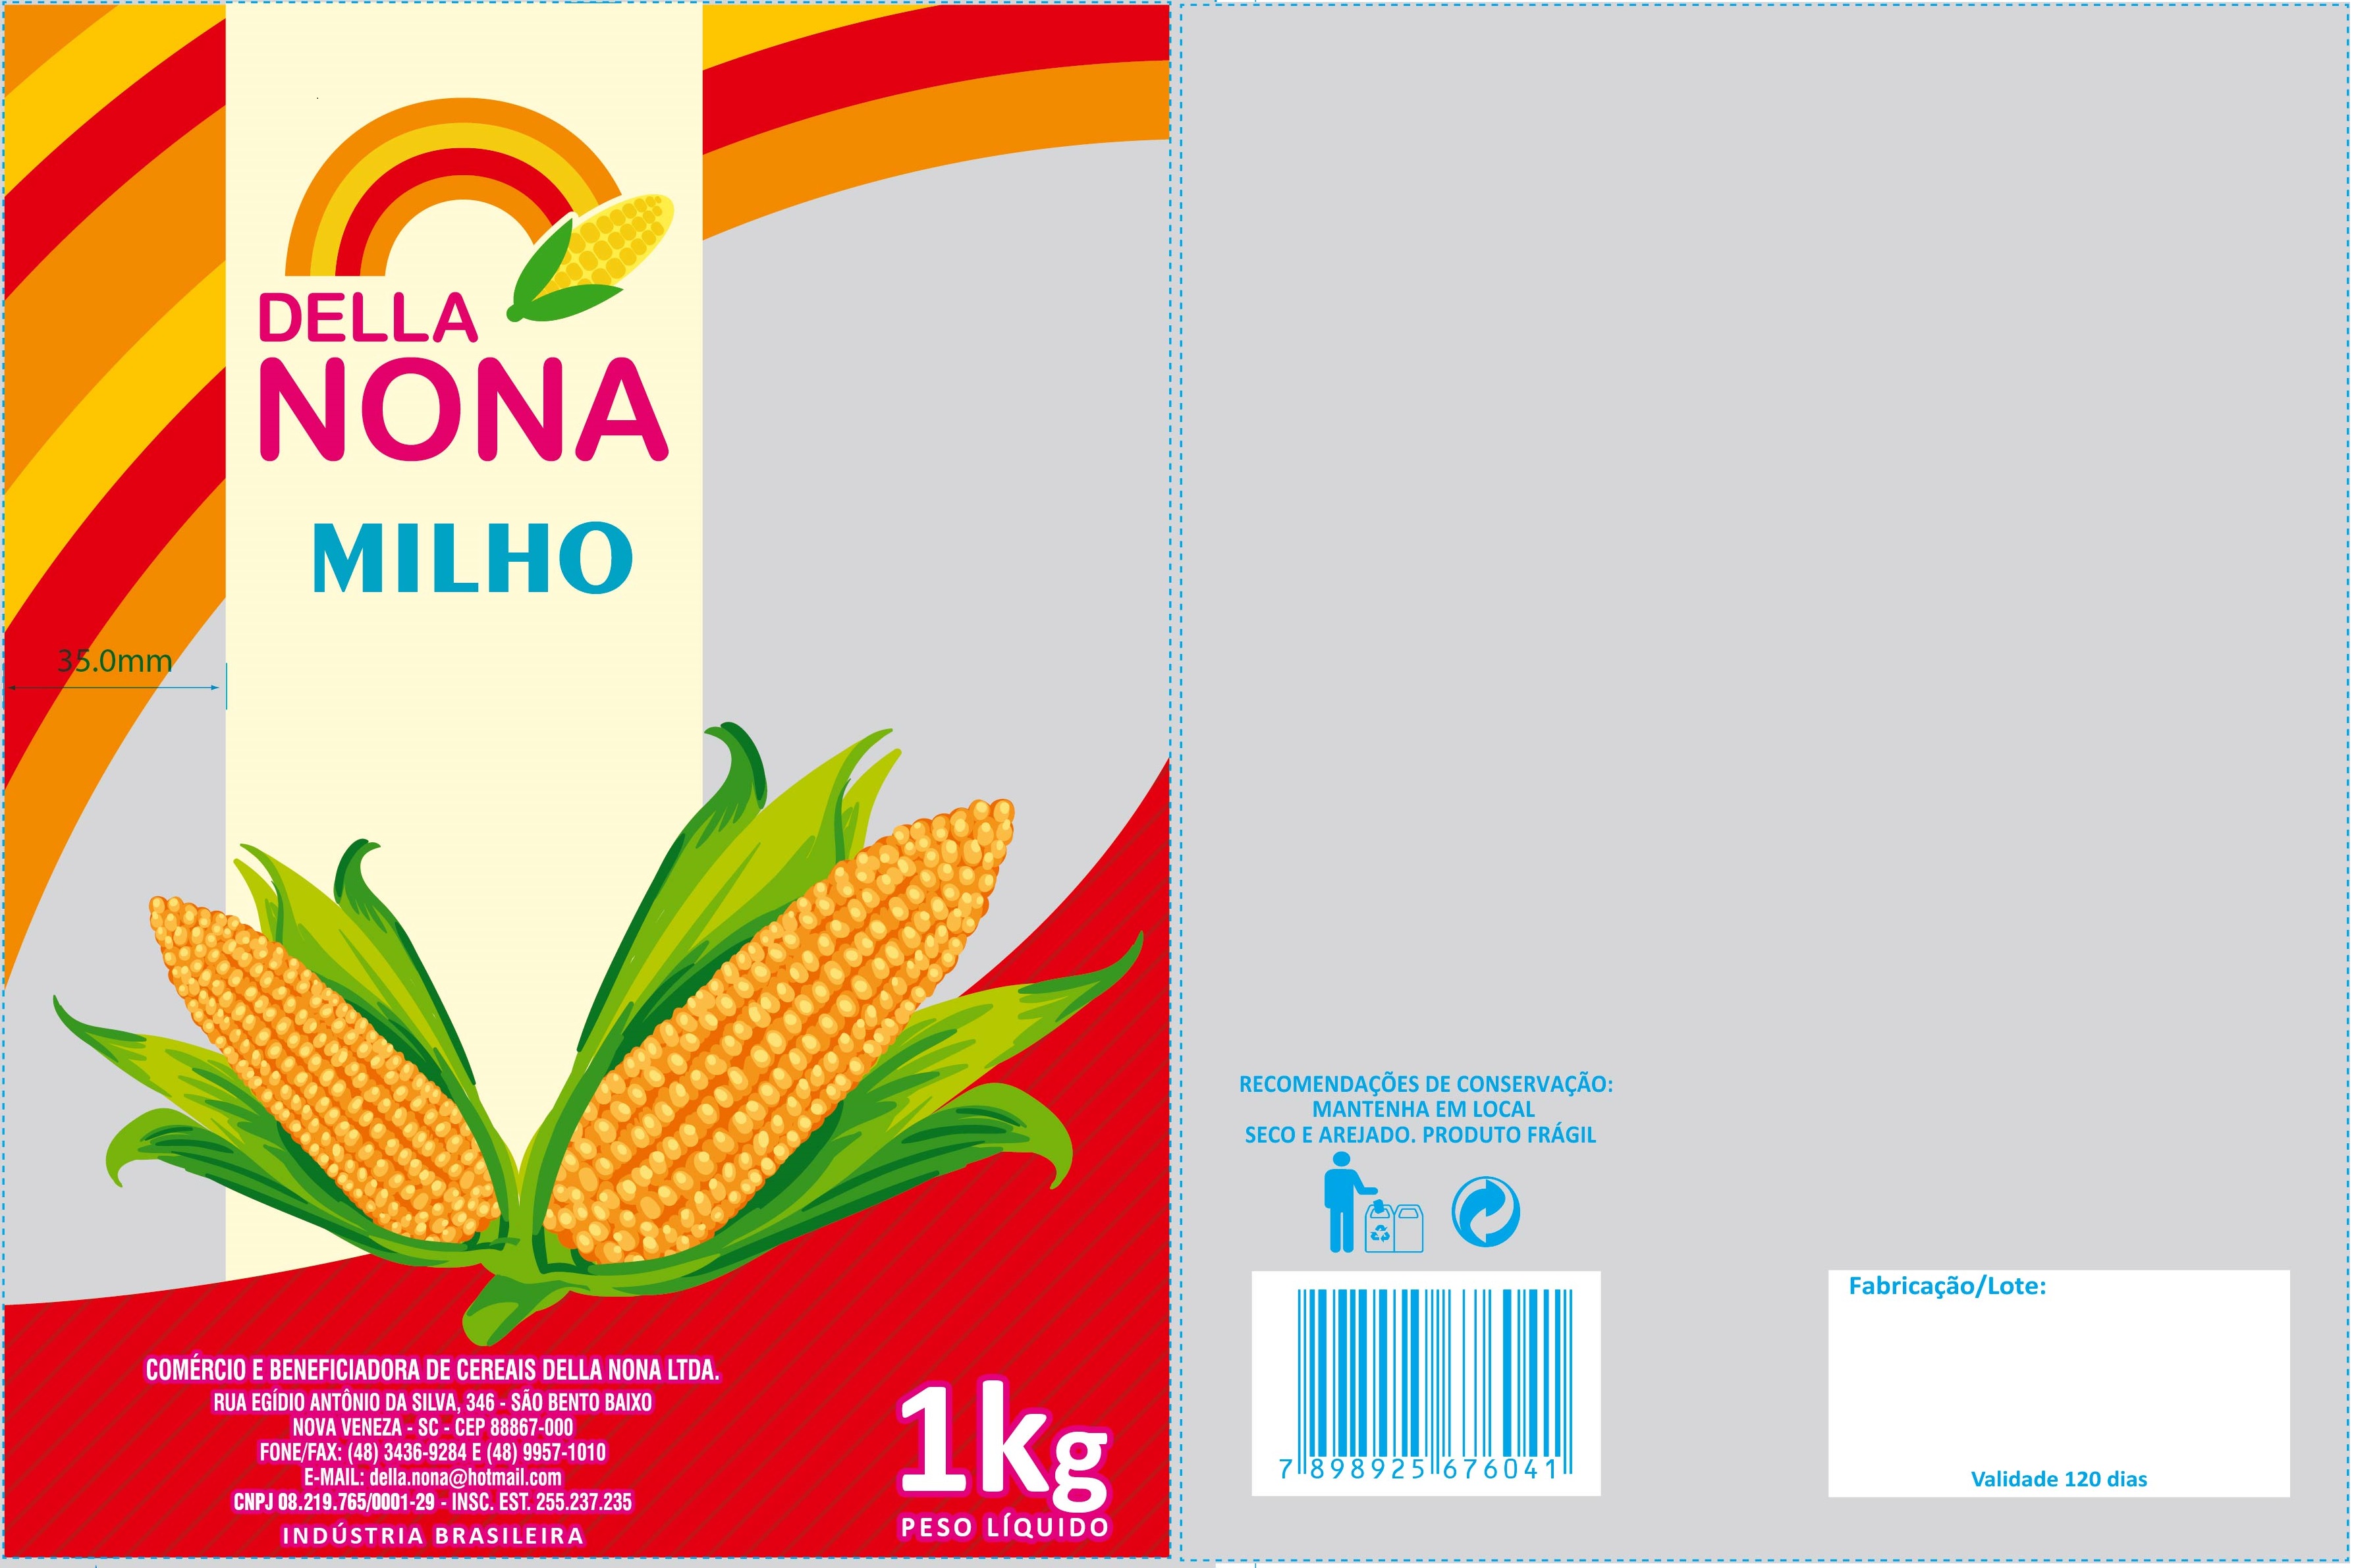 DELLA
NONA
MILHO
35.0mm
COMÉRCIO E BENEFICIADORA DE CEREAIS DELLA NONA LTDA.
RUA EGÍDIO ANTÔNIO DA SILVA, 346 - SÃO BENTO BAIXO
NOVA VENEZA - SC - CEP 88867-000
FONE/FAX: (48) 3436-9284 E (48) 9957-1010
E-MAIL: della.nona@hotmail.com
CNPJ 08.219.765/0001-29 - INSC. EST. 255.237.235
INDÚSTRIA BRASILEIRA
1kg
PESO LÍQUIDO
RECOMENDAÇÕES DE CONSERVAÇÃO:
MANTENHA EM LOCAL
SECO E AREJADO. PRODUTO FRÁGIL
7 898925 676041
Fabricação/Lote:
Validade 120 dias